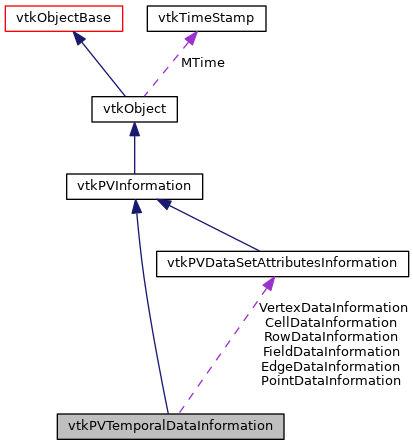 vtkObjectBase
vtkTimeStamp
MTime
vtkObject
vtkPVInformation
vtkPVDataSetAttributesInformation
VertexDataInformation
CellDataInformation
RowDataInformation
FieldDataInformation
EdgeDataInformation
PointDataInformation
vtkPVTemporalDataInformation